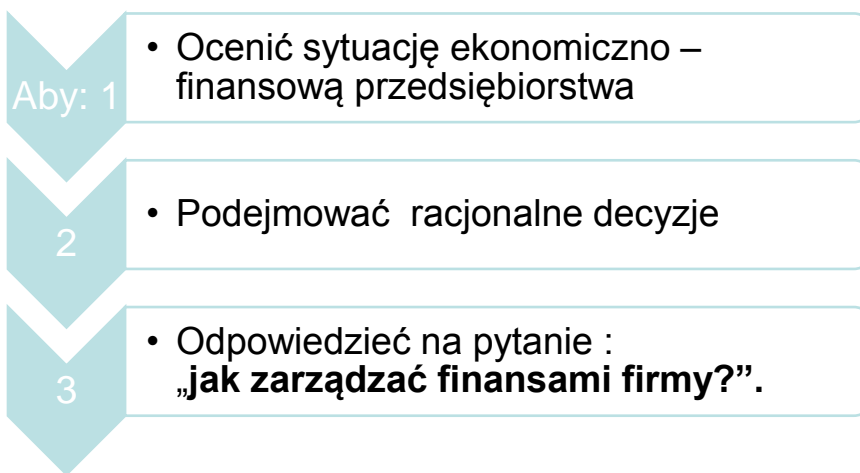 Aby: 1
• Ocenić sytuację ekonomiczno –
finansową przedsiębiorstwa
2
• Podejmować racjonalne decyzje
3
• Odpowiedzieć na pytanie :
„jak zarządzać finansami firmy?”.